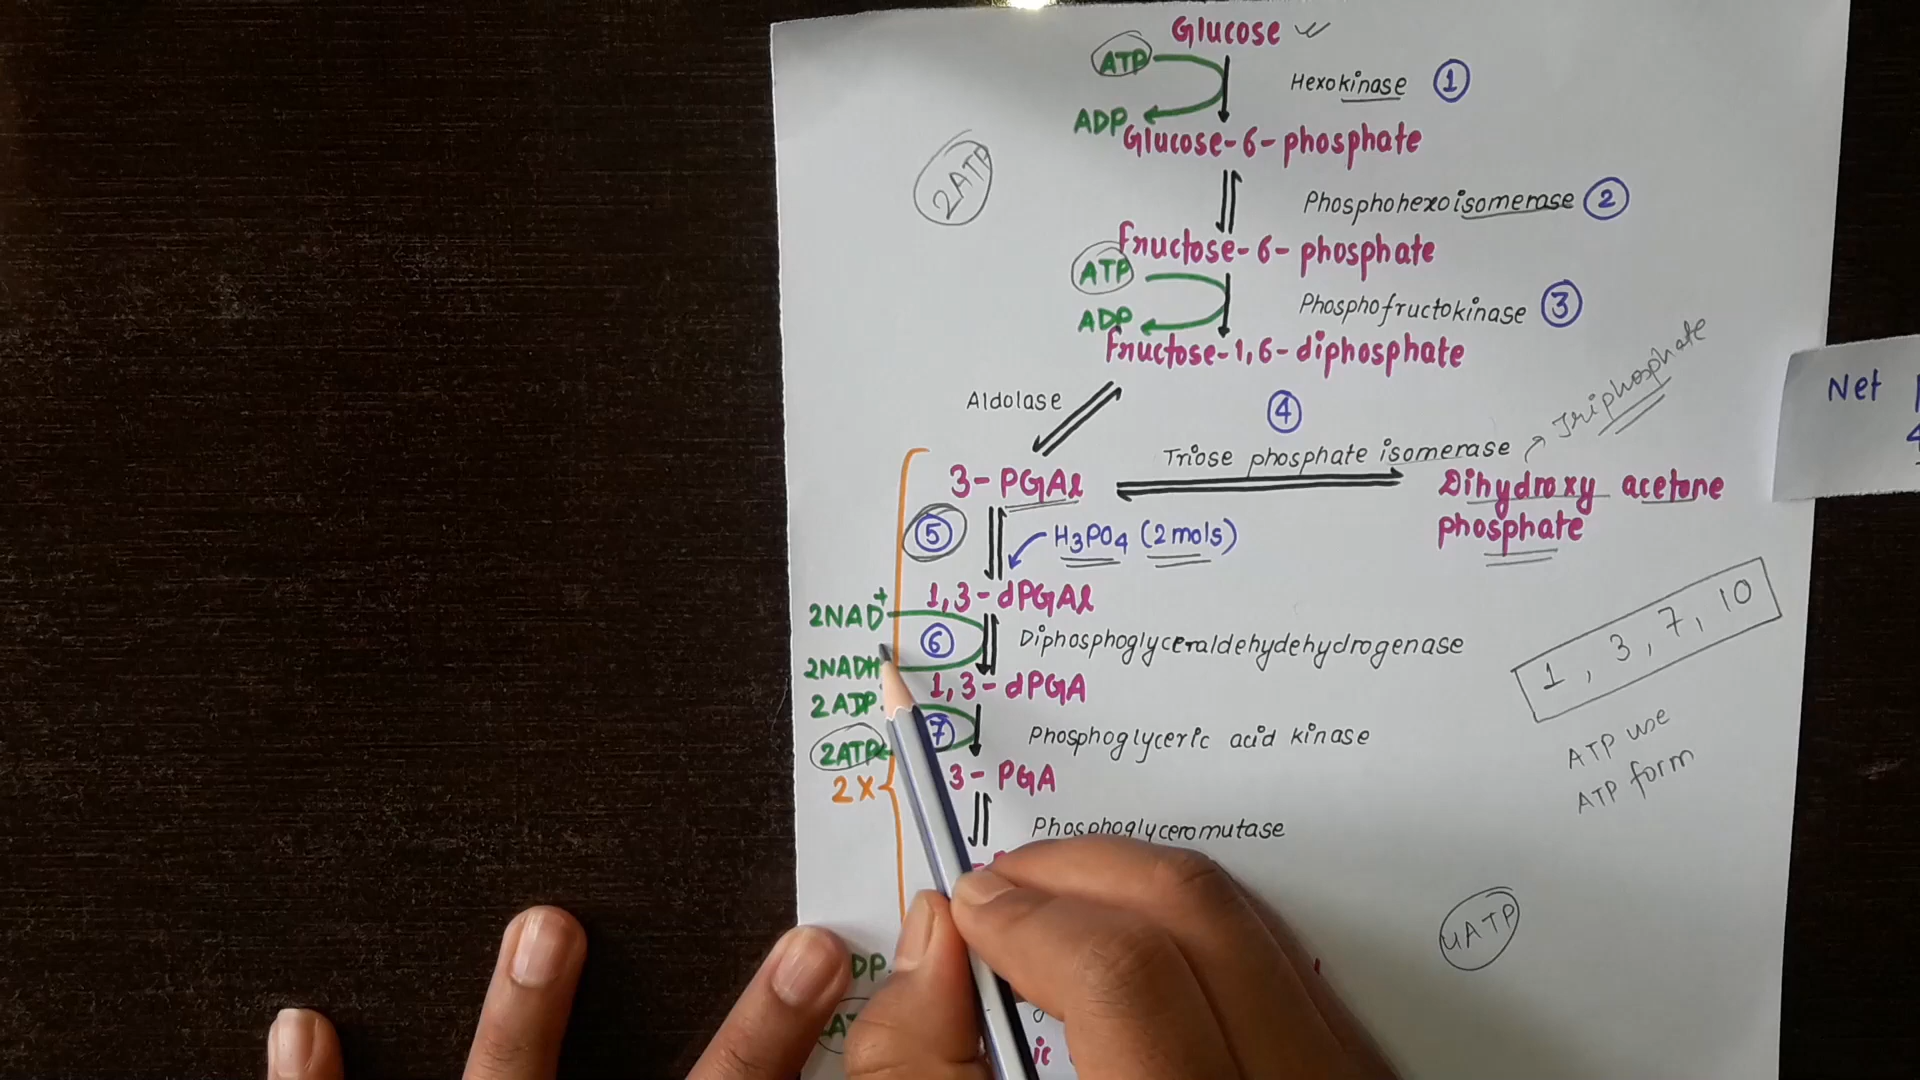 Glucose
ATP
Hexokinase 1
ADP
Glucose-6-phosphate
2ATP
Phosphohexoisomerase 2
Fructose-6-phosphate
ATP
Phosphofructokinase 3
ADP
Fructose-1,6-diphosphate
Aldolase
4
Triphosphate
Net
Triose phosphate isomerase
3-PGAl
Dihydroxy acetone
phosphate
5
H3PO4 (2 mols)
1,3-dPGAl
2NAD+
6
Diphosphoglyceraldehydehydrogenase
2NADH
1,3-dPGA
2ADP
7
Phosphoglyceric acid kinase
2ATP
3-PGA
2X
Phosphoglyceromutase
1, 3, 7, 10
ATP use
ATP form
4ATP
DP
ic